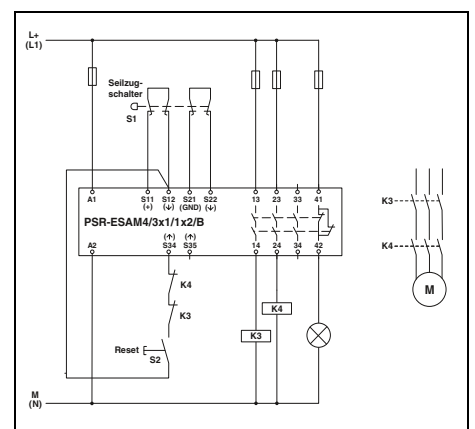 L+
(L1)
Seilzug-
schalter
S1
A1
S11
(+)
S12
(↓)
S21
(GND)
S22
(↓)
13
23
33
41
PSR-ESAM4/3x1/1x2/B
(↑)
(↑)
A2
S34
S35
14
24
34
42
K4
K3
Reset
S2
K4
K3
K3
K4
M
M
(N)